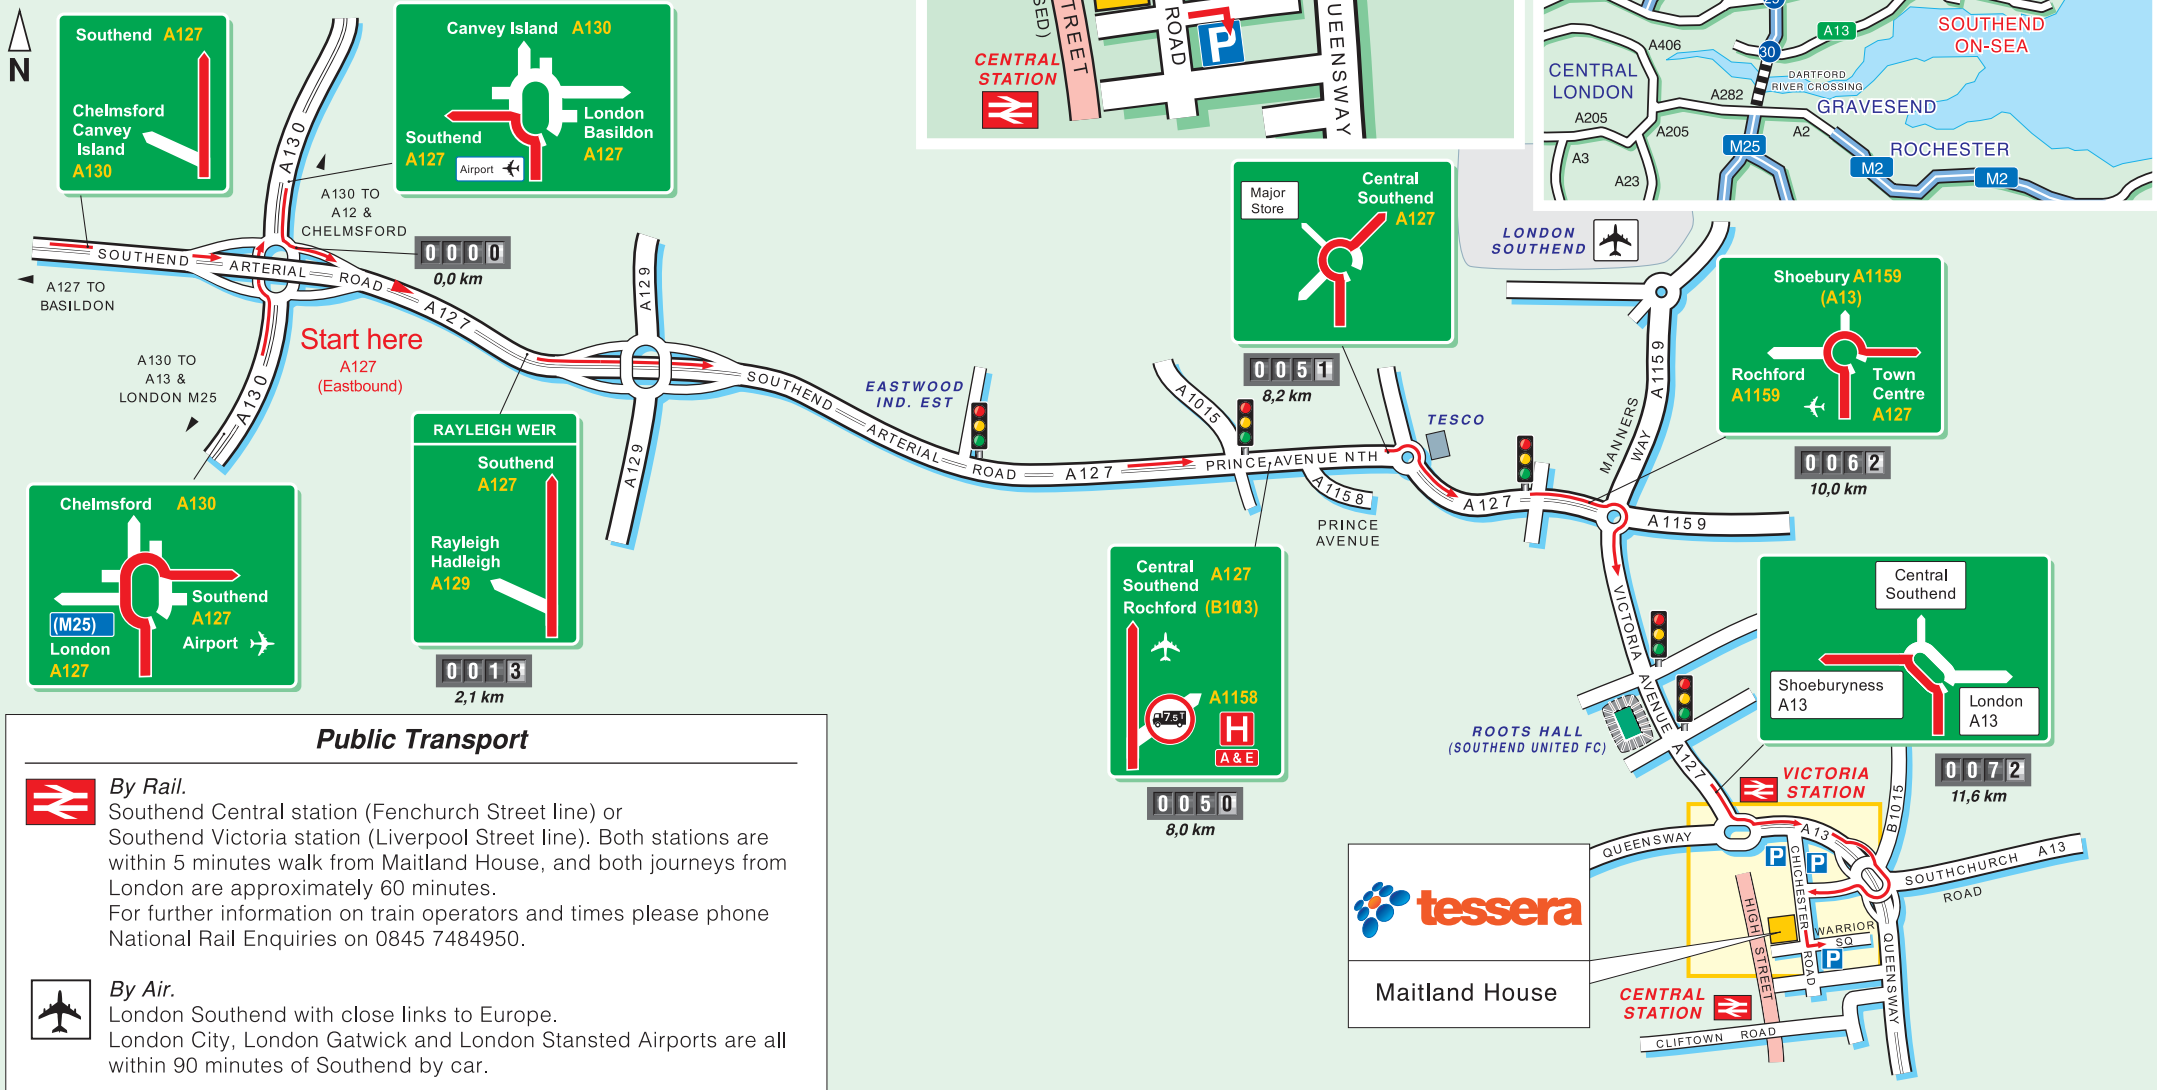 N
Southend A127
Chelmsford
Canvey
Island
A130
Canvey Island A130
London
Basildon
A127
Southend
A127
Airport
A130
A130 TO
A12 &
CHELMSFORD
0000
0,0 km
SOUTHEND ARTERIAL ROAD A127
A127 TO
BASILDON
Start here
A127
(Eastbound)
A130 TO
A13 &
LONDON M25
A130
Chelmsford A130
Southend
A127
Airport
(M25)
London
A127
RAYLEIGH WEIR
Southend
A127
Rayleigh
Hadleigh
A129
0013
2,1 km
A129
A129
SOUTHEND ARTERIAL ROAD A127
EASTWOOD
IND. EST
A1015
PRINCE AVENUE NTH
A1158
PRINCE
AVENUE
Central
Southend A127
Rochford (B1013)
7.5T
A1158
H
A & E
0050
8,0 km
Major
Store
Central
Southend
A127
0051
8,2 km
TESCO
A127
LONDON
SOUTHEND
MANNERS
WAY
A1159
A1159
Shoebury A1159
(A13)
Rochford
A1159
Town
Centre
A127
0062
10,0 km
VICTORIA AVENUE A127
ROOTS HALL
(SOUTHEND UNITED FC)
Central
Southend
Shoeburyness
A13
London
A13
0072
11,6 km
VICTORIA
STATION
B1015
QUEENSWAY
A13
P
P
CHICHESTER
ROAD
SOUTHCHURCH A13
ROAD
HIGH STREET
WARRIOR
SQ
P
QUEENSWAY
CENTRAL
STATION
CLIFTOWN ROAD
tessera
Maitland House
SED)
STREET
ROAD
P
QUEENSWAY
CENTRAL
STATION
29
A13
SOUTHEND
ON-SEA
A406
30
CENTRAL
LONDON
DARTFORD
RIVER CROSSING
A282
GRAVESEND
A205
A205
A2
A3
M25
ROCHESTER
M2
M2
A23
Public Transport
By Rail.
Southend Central station (Fenchurch Street line) or
Southend Victoria station (Liverpool Street line). Both stations are
within 5 minutes walk from Maitland House, and both journeys from
London are approximately 60 minutes.
For further information on train operators and times please phone
National Rail Enquiries on 0845 7484950.
By Air.
London Southend with close links to Europe.
London City, London Gatwick and London Stansted Airports are all
within 90 minutes of Southend by car.